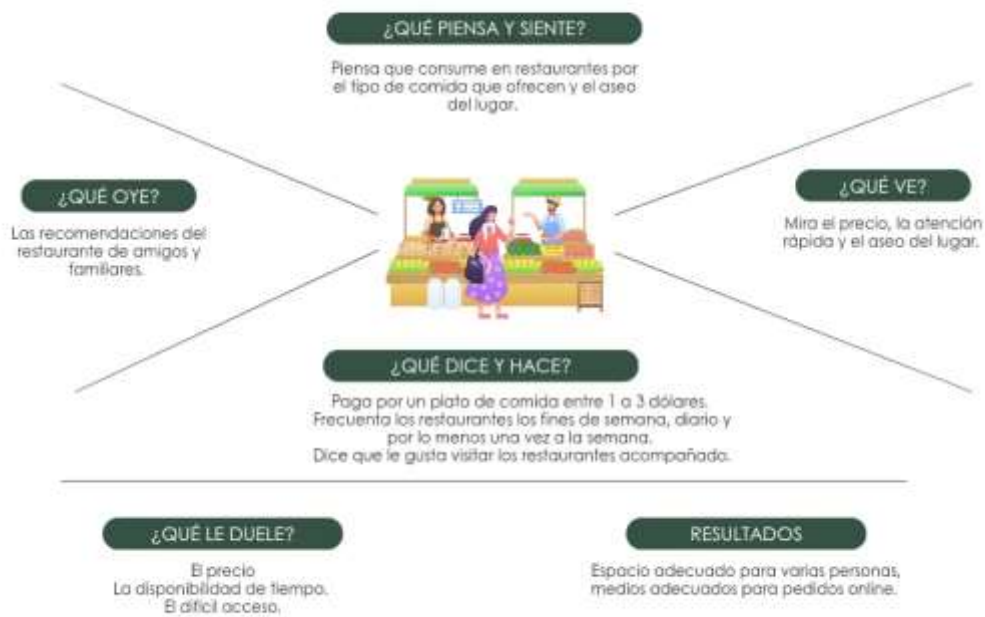 ¿QUÉ PIENSA Y SIENTE?
Piensa que consume en restaurantes por
el tipo de comida que ofrecen y el aseo
del lugar.
¿QUÉ OYE?
Las recomendaciones del
restaurante de amigos y
familiares.
¿QUÉ VE?
Mira el precio, la atención
rápida y el aseo del lugar.
¿QUÉ DICE Y HACE?
Paga por un plato de comida entre 1 a 3 dólares.
Frecuenta los restaurantes los fines de semana, diario y
por lo menos una vez a la semana.
Dice que le gusta visitar los restaurantes acompañado.
¿QUÉ LE DUELE?
El precio
La disponibilidad de tiempo.
El difícil acceso.
RESULTADOS
Espacio adecuado para varias personas,
medios adecuados para pedidos online.